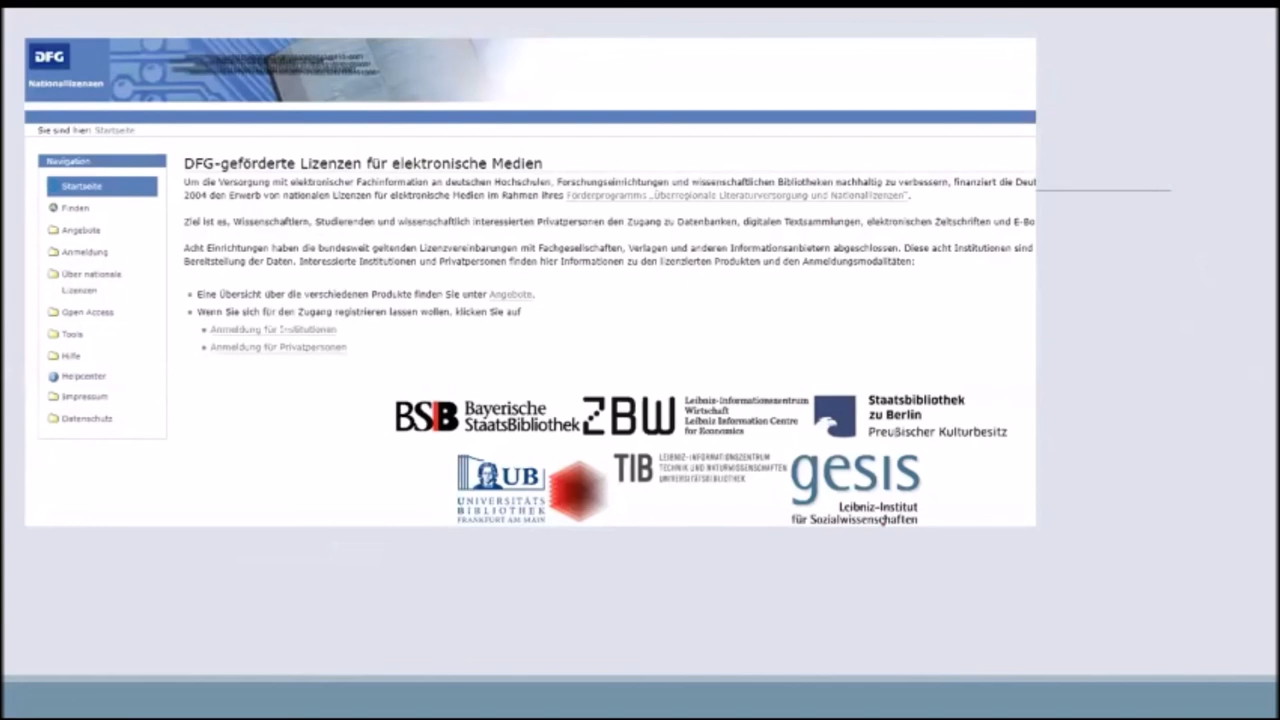 DFG
Nationallizenzen
Sie sind hier: Startseite
Navigation
Startseite
Finden
Angebote
Anmeldung
Über nationale
Lizenzen
Open Access
Tools
Hilfe
Helpcenter
Impressum
Datenschutz
DFG-geförderte Lizenzen für elektronische Medien
Um die Versorgung mit elektronischer Fachinformation an deutschen Hochschulen, Forschungseinrichtungen und wissenschaftlichen Bibliotheken nachhaltig zu verbessern, finanziert die Deut
2004 den Erwerb von nationalen Lizenzen für elektronische Medien im Rahmen ihres Förderprogramms „Überregionale Literaturversorgung und Nationallizenzen“.
Ziel ist es, Wissenschaftlern, Studierenden und wissenschaftlich interessierten Privatpersonen den Zugang zu Datenbanken, digitalen Textsammlungen, elektronischen Zeitschriften und E-Bo
Acht Einrichtungen haben die bundesweit geltenden Lizenzvereinbarungen mit Fachgesellschaften, Verlagen und anderen Informationsanbietern abgeschlossen. Diese acht Institutionen sind
Bereitstellung der Daten. Interessierte Institutionen und Privatpersonen finden hier Informationen zu den lizenzierten Produkten und den Anmeldungsmodalitäten:
Eine Übersicht über die verschiedenen Produkte finden Sie unter Angebote.
Wenn Sie sich für den Zugang registrieren lassen wollen, klicken Sie auf
Anmeldung für Institutionen
Anmeldung für Privatpersonen
BSB Bayerische
StaatsBibliothek
ZBW
Leibniz-Informationszentrum
Wirtschaft
Leibniz Information Centre
for Economics
Staatsbibliothek
zu Berlin
Preußischer Kulturbesitz
UB
UNIVERSITÄTS
BIBLIOTHEK
FRANKFURT AM MAIN
TIB
LEIBNIZ-INFORMATIONSZENTRUM
TECHNIK UND NATURWISSENSCHAFTEN
UNIVERSITÄTSBIBLIOTHEK
gesis
Leibniz-Institut
für Sozialwissenschaften